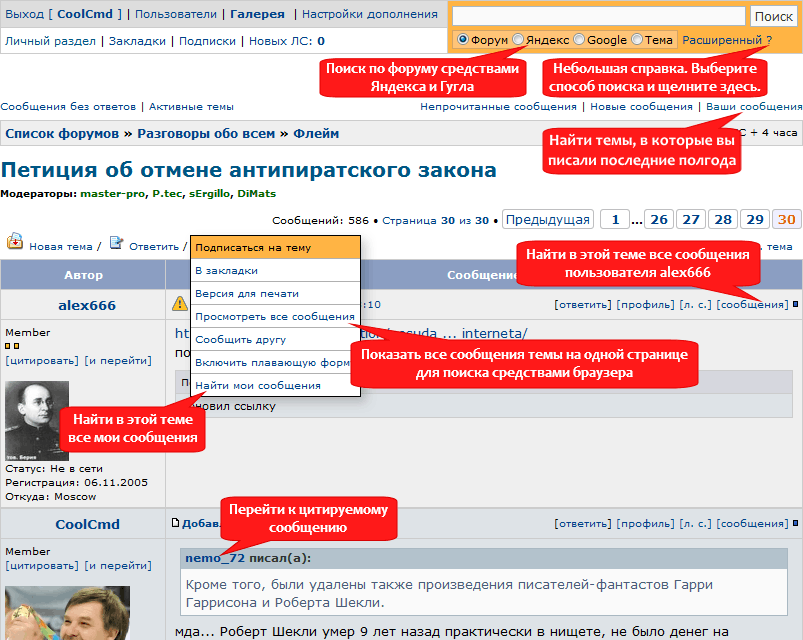 Выход [ CoolCmd ] | Пользователи | Галерея | Настройки дополнения
Поиск
Форум Яндекс Google Тема Расширенный ?
Личный раздел | Закладки | Подписки | Новых ЛС: 0
Поиск по форуму средствами
Яндекса и Гугла
Небольшая справка. Выберите
способ поиска и щелните здесь.
Сообщения без ответов | Активные темы
Непрочитанные сообщения | Новые сообщения | Ваши сообщения
Список форумов » Разговоры обо всем » Флейм
С + 4 часа
Найти темы, в которые вы
писали последние полгода
Петиция об отмене антипиратского закона
Модераторы: master-pro, P.tec, sErgillo, DiMats
Сообщений: 586 • Страница 30 из 30 • Предыдущая 1 ... 26 27 28 29 30
Новая тема / Ответить /
тема
Найти в этой теме все сообщения
пользователя alex666
Подписаться на тему
В закладки
Версия для печати
Просмотреть все сообщения
Сообщить другу
Включить плавающую форм
Найти мои сообщения
Автор
Сообщение
alex666
:10
[ответить] [профиль] [л. с.] [сообщения]
Member
[цитировать] [и перейти]
ht
... interneta/
по
П
новил ссылку
Показать все сообщения темы на одной странице
для поиска средствами браузера
Найти в этой теме
все мои сообщения
тов. Берия
Статус: Не в сети
Регистрация: 06.11.2005
Откуда: Moscow
Перейти к цитируемому
сообщению
CoolCmd
Добав
[ответить] [профиль] [л. с.] [сообщения]
Member
[цитировать] [и перейти]
nemo_72 писал(а):
Кроме того, были удалены также произведения писателей-фантастов Гарри
Гаррисона и Роберта Шекли.
мда... Роберт Шекли умер 9 лет назад практически в нищете, не было денег на